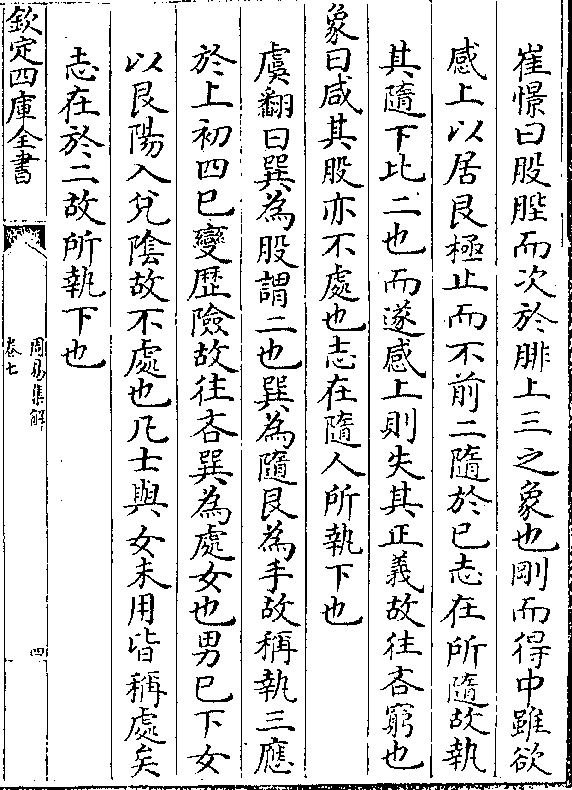 崔憬曰股䏶而次於腓上三之象也剛而得中雖欲
感上以居艮極止而不前二隨於已志在所隨故執
其隨下比二也而遂感上則失其正義故往吝窮也
象曰咸其股亦不處也志在隨人所執下也
虞翻曰巽為股謂二也巽為隨艮為手故稱執三應
於上初四已變歷險故往吝巽為處女也男已下女
以艮陽入兌隂故不處也凡士與女未用皆稱處矣
志在於二故所執下也
欽定四庫全書
周易集解
卷七
四